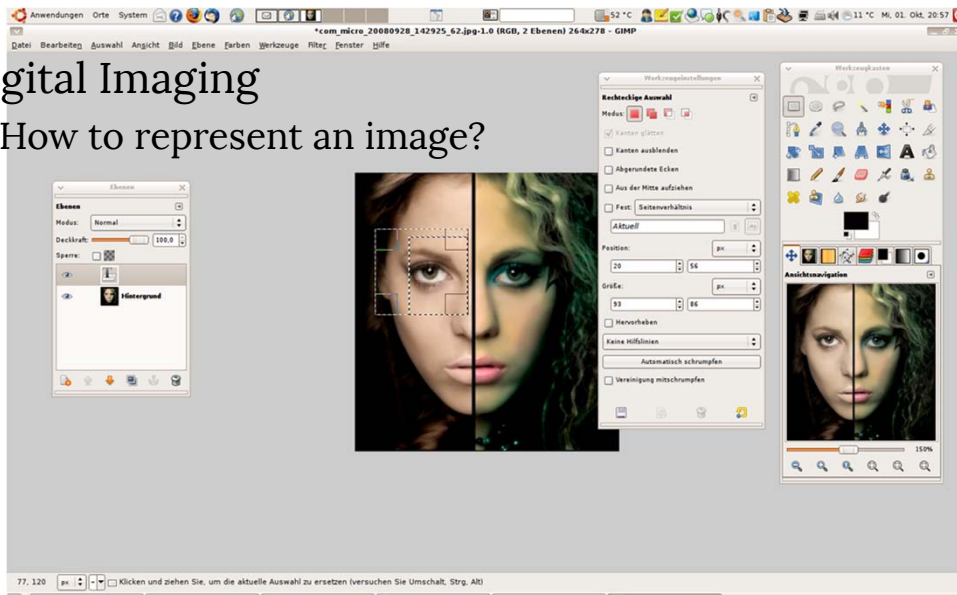 Anwendungen Orte System 52 °C 11 °C Mi, 01. Okt, 20:57
*com_micro_20080928_142925_62.jpg-1.0 (RGB, 2 Ebenen) 264x278 - GIMP
Datei Bearbeiten Auswahl Ansicht Bild Ebene Farben Werkzeuge Filter Fenster Hilfe
gital Imaging
How to represent an image?
Ebenen
Ebenen
Modus: Normal
Deckkraft: 100,0
Sperre:
Hintergrund
Werkzeugeinstellungen
Rechteckige Auswahl
Modus:
Kanten glätten
Kanten ausblenden
Abgerundete Ecken
Aus der Mitte aufziehen
Fest: Seitenverhältnis
Aktuell
Position: px
20 56
Größe: px
93 86
Hervorheben
Keine Hilfslinien
Automatisch schrumpfen
Vereinigung mitschrumpfen
Werkzeugkasten
Ansichtsnavigation
150%
77, 120 px Klicken und ziehen Sie, um die aktuelle Auswahl zu ersetzen (versuchen Sie Umschalt, Strg, Alt)